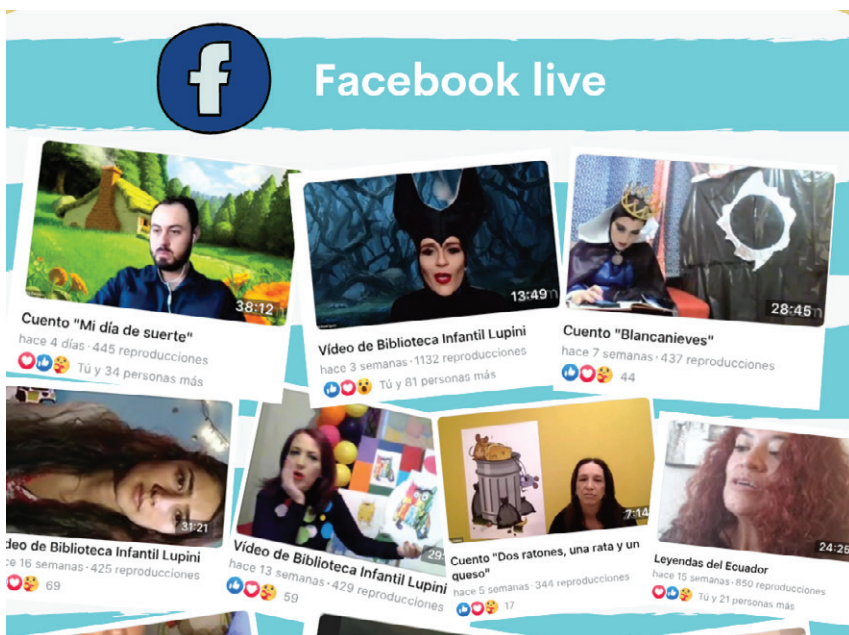 f Facebook live
38:12
Cuento "Mi día de suerte"
hace 4 días · 445 reproducciones
Tú y 34 personas más
13:49
Vídeo de Biblioteca Infantil Lupini
hace 3 semanas · 1132 reproducciones
Tú y 81 personas más
28:45
Cuento "Blancanieves"
hace 7 semanas · 437 reproducciones
44
31:21
deo de Biblioteca Infantil Lupini
ce 16 semanas · 425 reproducciones
69
29:
Vídeo de Biblioteca Infantil Lupini
hace 13 semanas · 429 reproducciones
59
7:14
Cuento "Dos ratones, una rata y un
queso"
hace 5 semanas · 344 reproducciones
17
24:25
Leyendas del Ecuador
hace 15 semanas · 850 reproducciones
Tú y 21 personas más